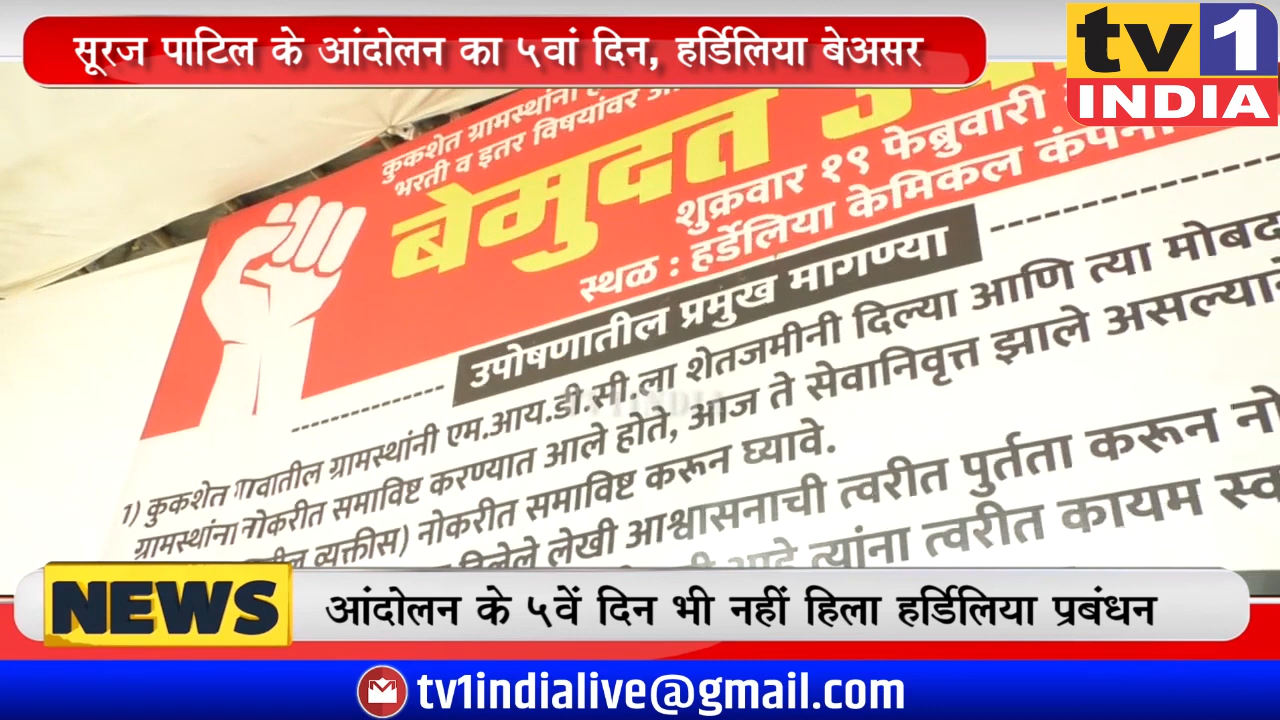 सूरज पाटिल के आंदोलन का ५वां दिन, हर्डिलिया बेअसर
tv1
INDIA
कुकशेत ग्रामस्थांनी
भरती व इतर विषयांवर
बेमुदत
शुक्रवार १९ फेब्रुवारी
स्थळ : हर्डेलिया केमिकल कंपनी
उपोषणातील प्रमुख मागण्या
1) कुकशेत गावातील ग्रामस्थांनी एम.आय.डी.सी.ला शेतजमीनी दिल्या आणि त्या
ग्रामस्थांना नोकरीत समाविष्ट करण्यात आले होते, आज ते सेवानिवृत्त झाले असल्याने
व्यक्तीस) नोकरीत समाविष्ट करून घ्यावे.
लेखी आश्वासनाची त्वरीत पुर्तता करून
आहे त्यांना त्वरीत कायम
NEWS
आंदोलन के ५वें दिन भी नहीं हिला हर्डिलिया प्रबंधन
tv1indialive@gmail.com